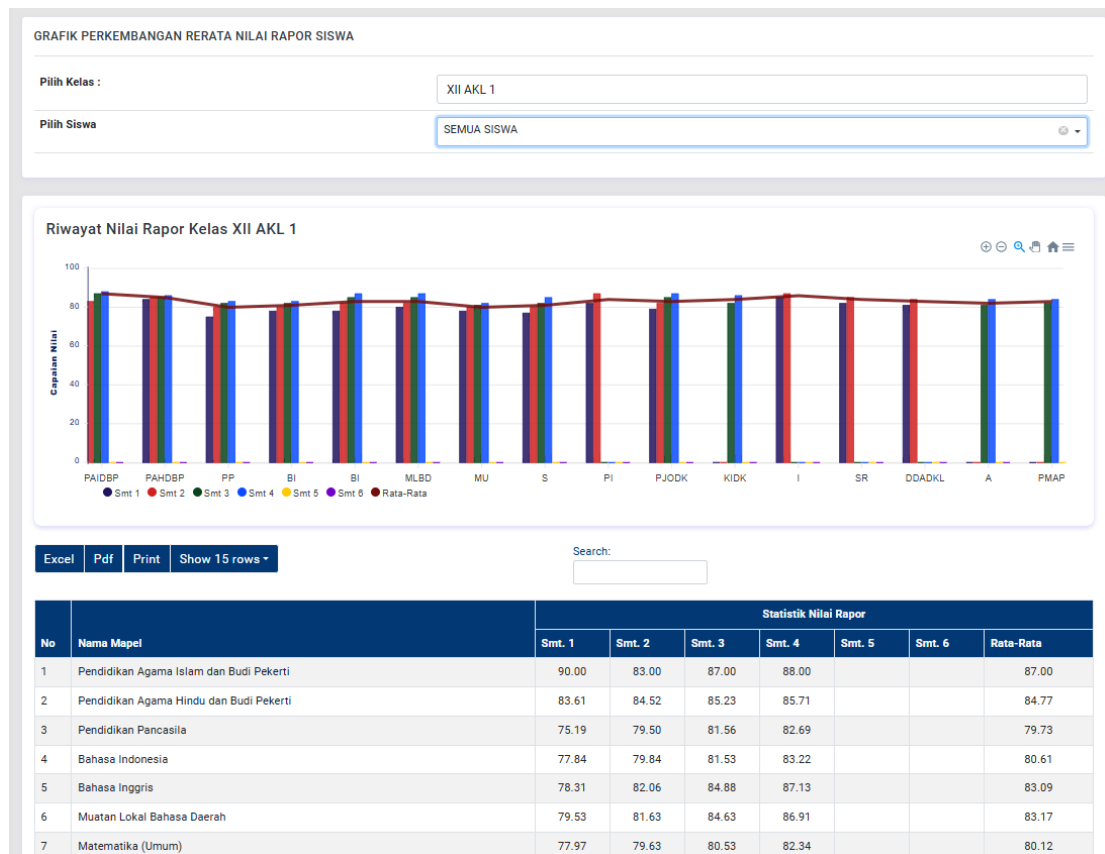 GRAFIK PERKEMBANGAN RERATA NILAI RAPOR SISWA
Pilih Kelas :
XII AKL 1
Pilih Siswa
SEMUA SISWA
Riwayat Nilai Rapor Kelas XII AKL 1
100
80
60
40
20
0
Capaian Nilai
PAIDBP PAHDBP PP BI BI MLBD MU S PI PJODK KIDK I SR DDADKL A PMAP
Smt 1 Smt 2 Smt 3 Smt 4 Smt 5 Smt 6 Rata-Rata
Excel Pdf Print Show 15 rows
Search:
Statistik Nilai Rapor
No Nama Mapel Smt. 1 Smt. 2 Smt. 3 Smt. 4 Smt. 5 Smt. 6 Rata-Rata
1 Pendidikan Agama Islam dan Budi Pekerti 90.00 83.00 87.00 88.00 87.00
2 Pendidikan Agama Hindu dan Budi Pekerti 83.61 84.52 85.23 85.71 84.77
3 Pendidikan Pancasila 75.19 79.50 81.56 82.69 79.73
4 Bahasa Indonesia 77.84 79.84 81.53 83.22 80.61
5 Bahasa Inggris 78.31 82.06 84.88 87.13 83.09
6 Muatan Lokal Bahasa Daerah 79.53 81.63 84.63 86.91 83.17
7 Matematika (Umum) 77.97 79.63 80.53 82.34 80.12